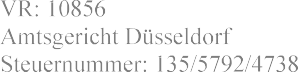 VR: 10856
Amtsgericht Düsseldorf
Steuernummer: 135/5792/4738